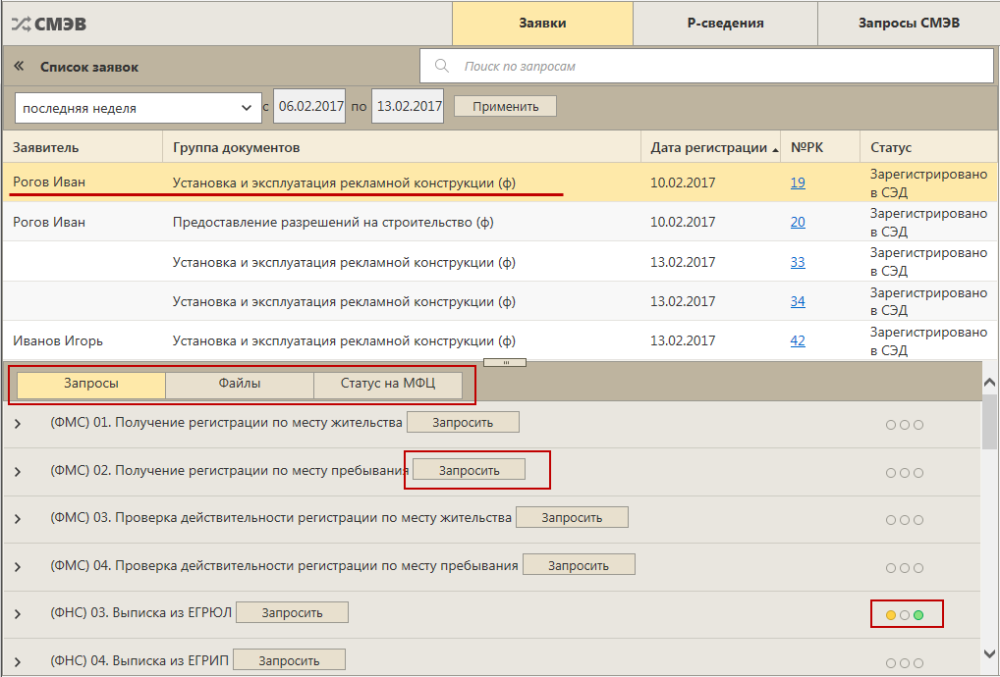 СМЭВ
Заявки
Р-сведения
Запросы СМЭВ
Список заявок
Поиск по запросам
последняя неделя с 06.02.2017 по 13.02.2017 Применить
Заявитель Группа документов Дата регистрации №РК Статус
Рогов Иван Установка и эксплуатация рекламной конструкции (ф) 10.02.2017 19 Зарегистрировано
в СЭД
Рогов Иван Предоставление разрешений на строительство (ф) 10.02.2017 20 Зарегистрировано
в СЭД
Установка и эксплуатация рекламной конструкции (ф) 13.02.2017 33 Зарегистрировано
в СЭД
Установка и эксплуатация рекламной конструкции (ф) 13.02.2017 34 Зарегистрировано
в СЭД
Иванов Игорь Установка и эксплуатация рекламной конструкции (ф) 13.02.2017 42 Зарегистрировано
в СЭД
Запросы Файлы Статус на МФЦ
(ФМС) 01. Получение регистрации по месту жительства Запросить
(ФМС) 02. Получение регистрации по месту пребывания Запросить
(ФМС) 03. Проверка действительности регистрации по месту жительства Запросить
(ФМС) 04. Проверка действительности регистрации по месту пребывания Запросить
(ФНС) 03. Выписка из ЕГРЮЛ Запросить
(ФНС) 04. Выписка из ЕГРИП Запросить